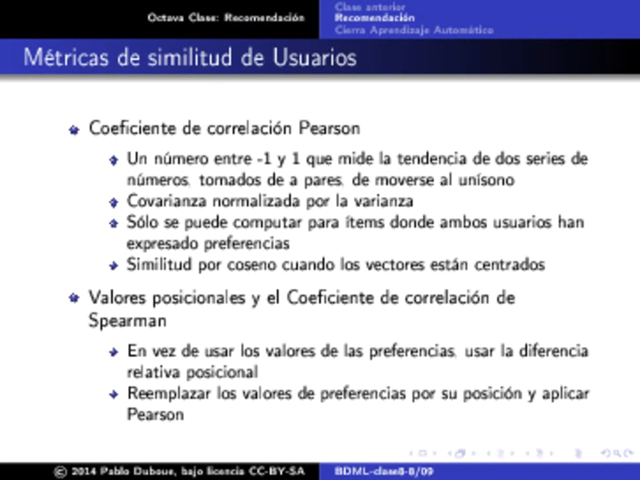 Octava Clase: Recomendación
Clase anterior
Recomendación
Cierra Aprendizaje Automático
Métricas de similitud de Usuarios
Coeficiente de correlación Pearson
Un número entre -1 y 1 que mide la tendencia de dos series de
números, tomados de a pares, de moverse al unísono
Covarianza normalizada por la varianza
Sólo se puede computar para ítems donde ambos usuarios han
expresado preferencias
Similitud por coseno cuando los vectores están centrados
Valores posicionales y el Coeficiente de correlación de
Spearman
En vez de usar los valores de las preferencias, usar la diferencia
relativa posicional
Reemplazar los valores de preferencias por su posición y aplicar
Pearson
© 2014 Pablo Duboue, bajo licencia CC-BY-SA
BDML-clase8-8/09